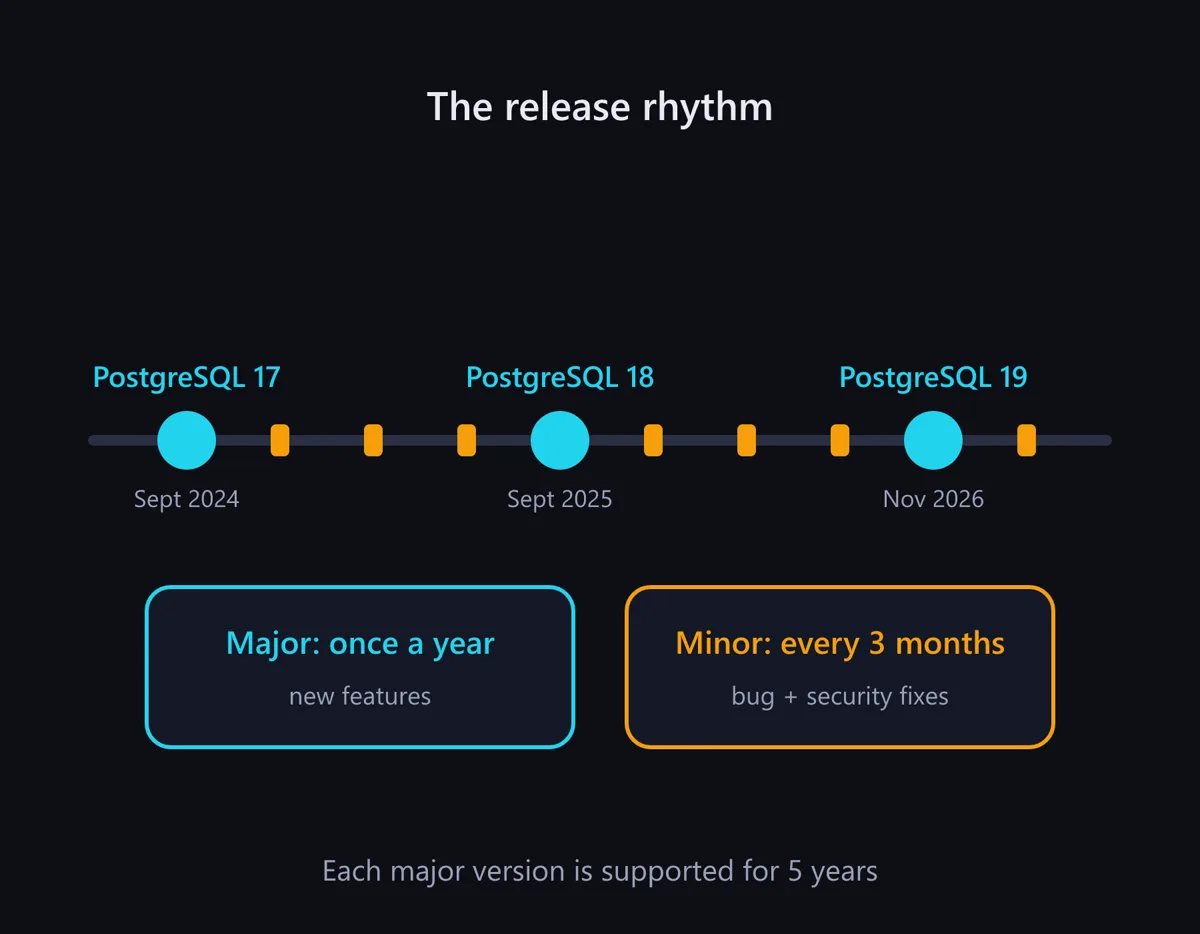 The release rhythm
PostgreSQL 17
PostgreSQL 18
PostgreSQL 19
Sept 2024
Sept 2025
Nov 2026
Major: once a year
new features
Minor: every 3 months
bug + security fixes
Each major version is supported for 5 years